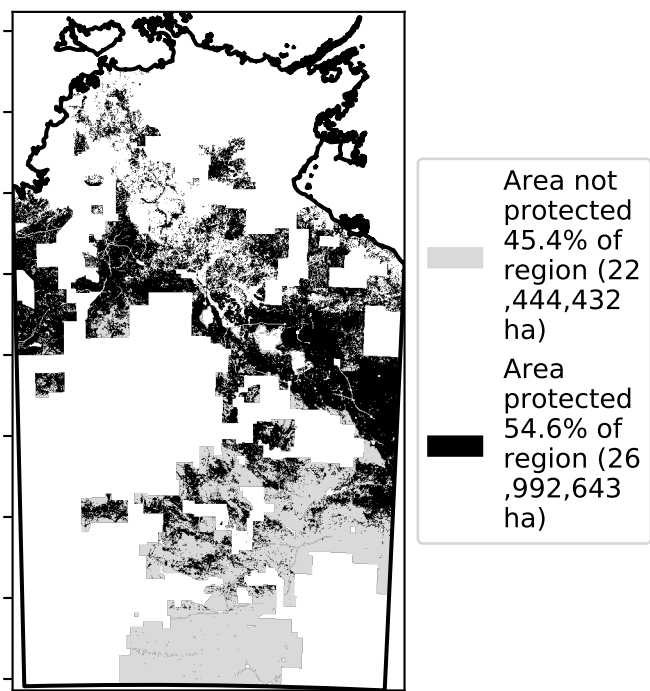 Area not
protected
45.4% of
region (22
,444,432
ha)
Area
protected
54.6% of
region (26
,992,643
ha)